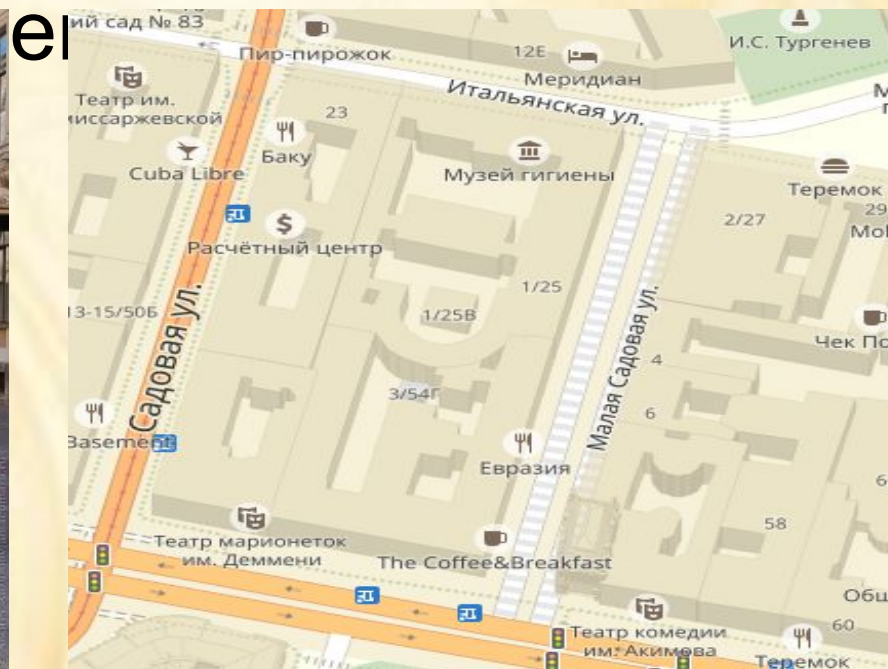 ий сад № 83
Пир-пирожок
12Е
Меридиан
И.С. Тургенев
Театр им.
миссаржевской
23
Итальянская ул.
Баку
Cuba Libre
Музей гигиены
Теремок
29
Mol
2/27
Расчётный центр
1/25
13-15/50Б
1/25В
Садовая ул.
Малая Садовая ул.
Чек По
4
3/54Г
6
Basement
Евразия
58
Театр марионеток
им. Деммени
The Coffee&Breakfast
Общ
Театр комедии
им. Акимова
60
Теремок